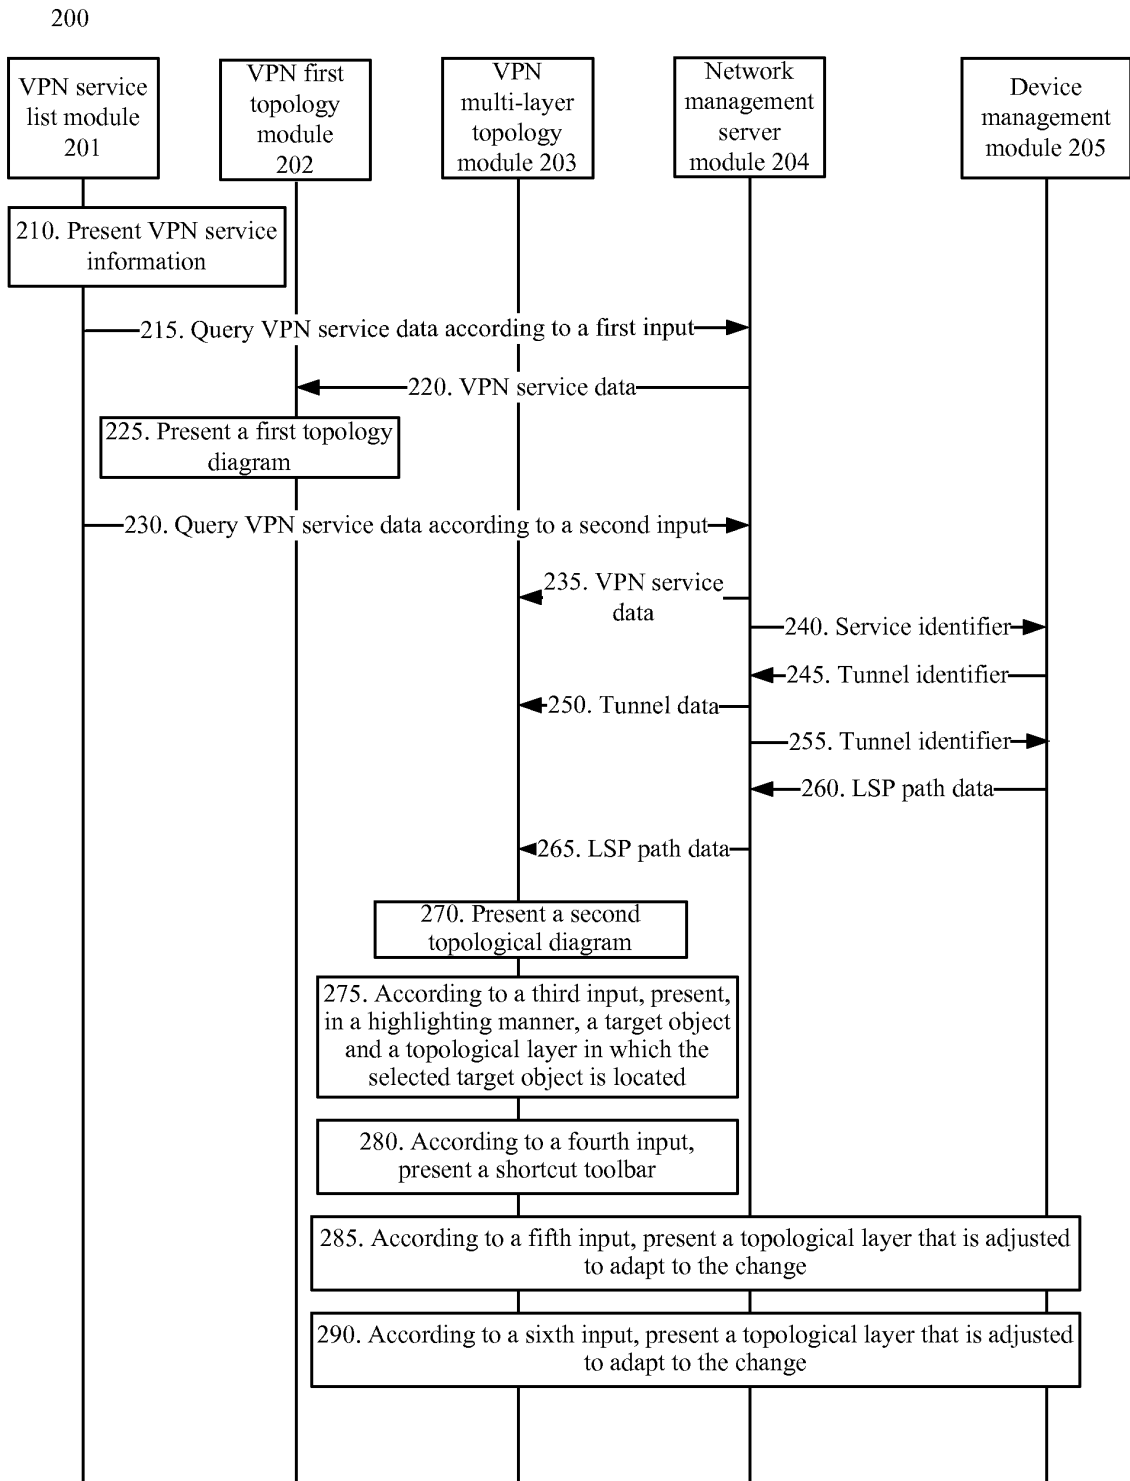 200
VPN service
list module
201
VPN first
topology
module
202
VPN
multi-layer
topology
module 203
Network
management
server
module 204
Device
management
module 205
210. Present VPN service
information
215. Query VPN service data according to a first input
220. VPN service data
225. Present a first topology
diagram
230. Query VPN service data according to a second input
235. VPN service
data
240. Service identifier
245. Tunnel identifier
250. Tunnel data
255. Tunnel identifier
260. LSP path data
265. LSP path data
270. Present a second
topological diagram
275. According to a third input, present,
in a highlighting manner, a target object
and a topological layer in which the
selected target object is located
280. According to a fourth input,
present a shortcut toolbar
285. According to a fifth input, present a topological layer that is adjusted
to adapt to the change
290. According to a sixth input, present a topological layer that is adjusted
to adapt to the change